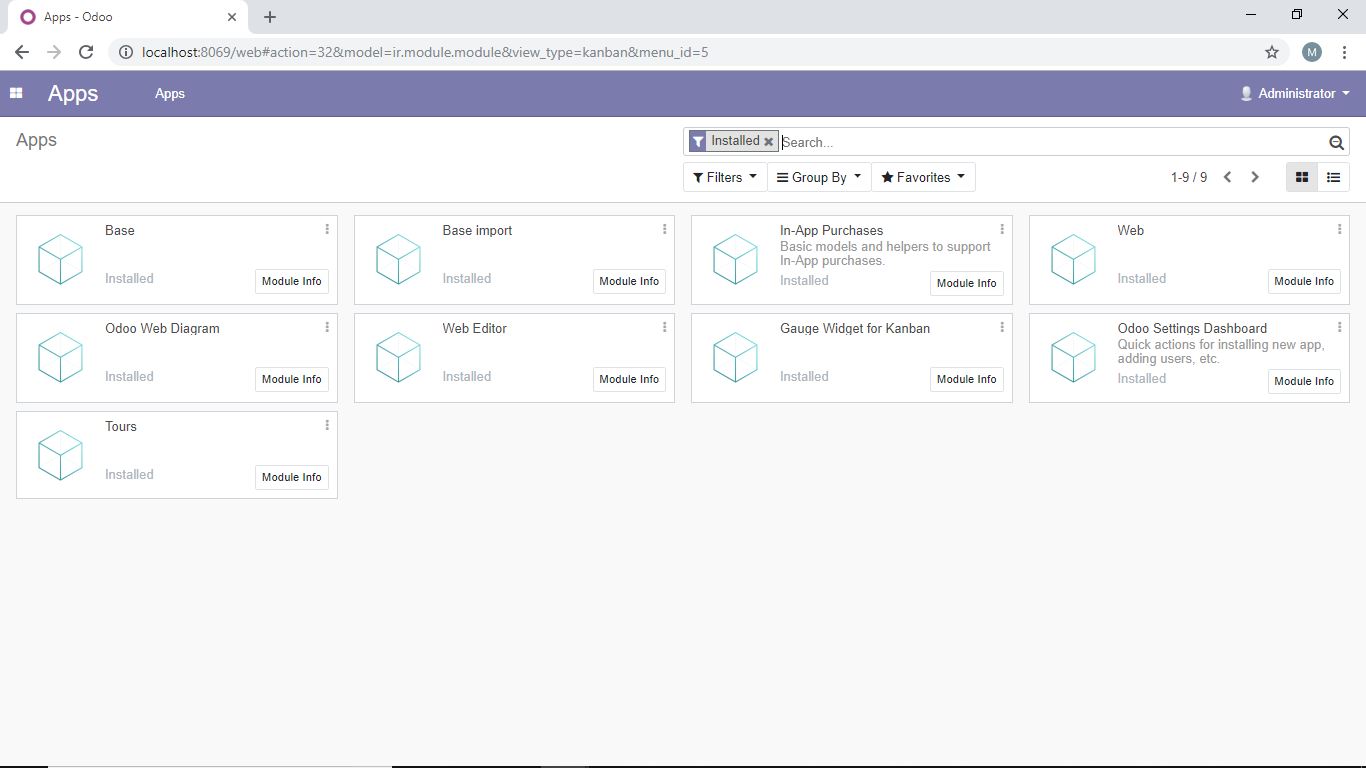 Apps - Odoo
localhost:8069/web#action=32&model=ir.module.module&view_type=kanban&menu_id=5
M
Apps
Apps
Administrator
Apps
Installed
Search...
Filters
Group By
Favorites
1-9 / 9
Base
Installed
Module Info
Base import
Installed
Module Info
In-App Purchases
Basic models and helpers to support
In-App purchases.
Installed
Module Info
Web
Installed
Module Info
Odoo Web Diagram
Installed
Module Info
Web Editor
Installed
Module Info
Gauge Widget for Kanban
Installed
Module Info
Odoo Settings Dashboard
Quick actions for installing new app,
adding users, etc.
Installed
Module Info
Tours
Installed
Module Info